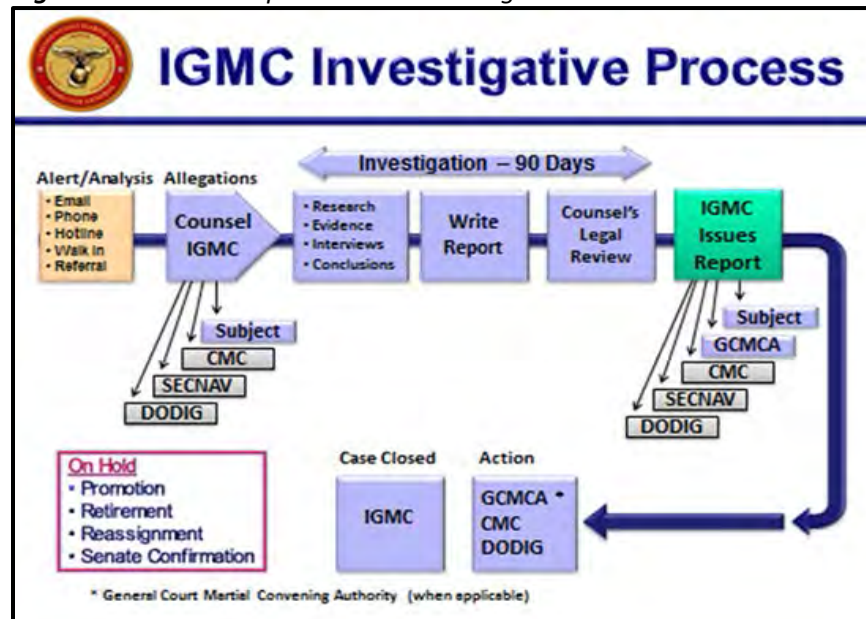 IGMC Investigative Process
Investigation – 90 Days
Alert/Analysis
• Email
• Phone
• Hotline
• Walk In
• Referral
Allegations
Counsel
IGMC
• Research
• Evidence
• Interviews
• Conclusions
Write
Report
Counsel's
Legal
Review
IGMC
Issues
Report
Subject
CMC
SECNAV
DODIG
Subject
GCMCA
CMC
SECNAV
DODIG
On Hold
• Promotion
• Retirement
• Reassignment
• Senate Confirmation
Case Closed
IGMC
Action
GCMCA *
CMC
DODIG
* General Court Martial Convening Authority (when applicable)